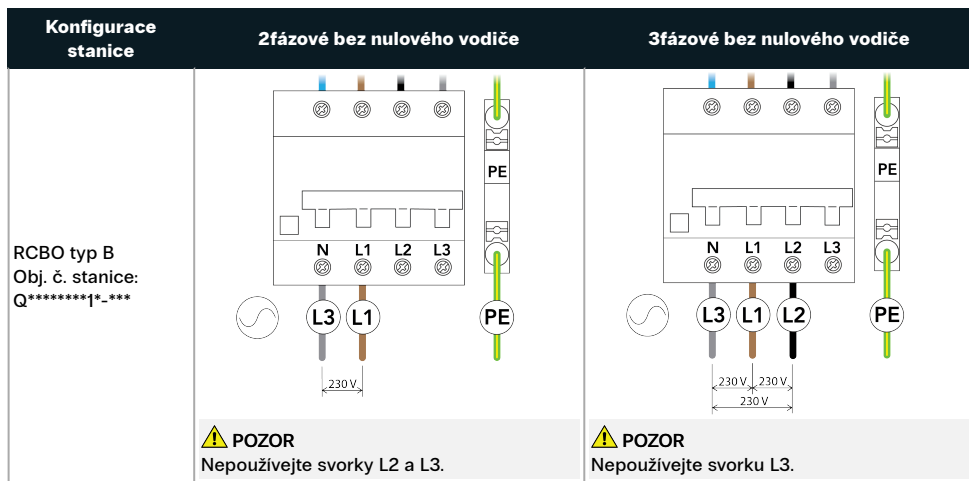 Konfigurace
stanice
2fázové bez nulového vodiče
3fázové bez nulového vodiče
RCBO typ B
Obj. č. stanice:
Q********1*-***
PE
N L1 L2 L3
L3 L1 PE
230 V
POZOR
Nepoužívejte svorky L2 a L3.
PE
N L1 L2 L3
L3 L1 L2 PE
230 V 230 V
230 V
POZOR
Nepoužívejte svorku L3.